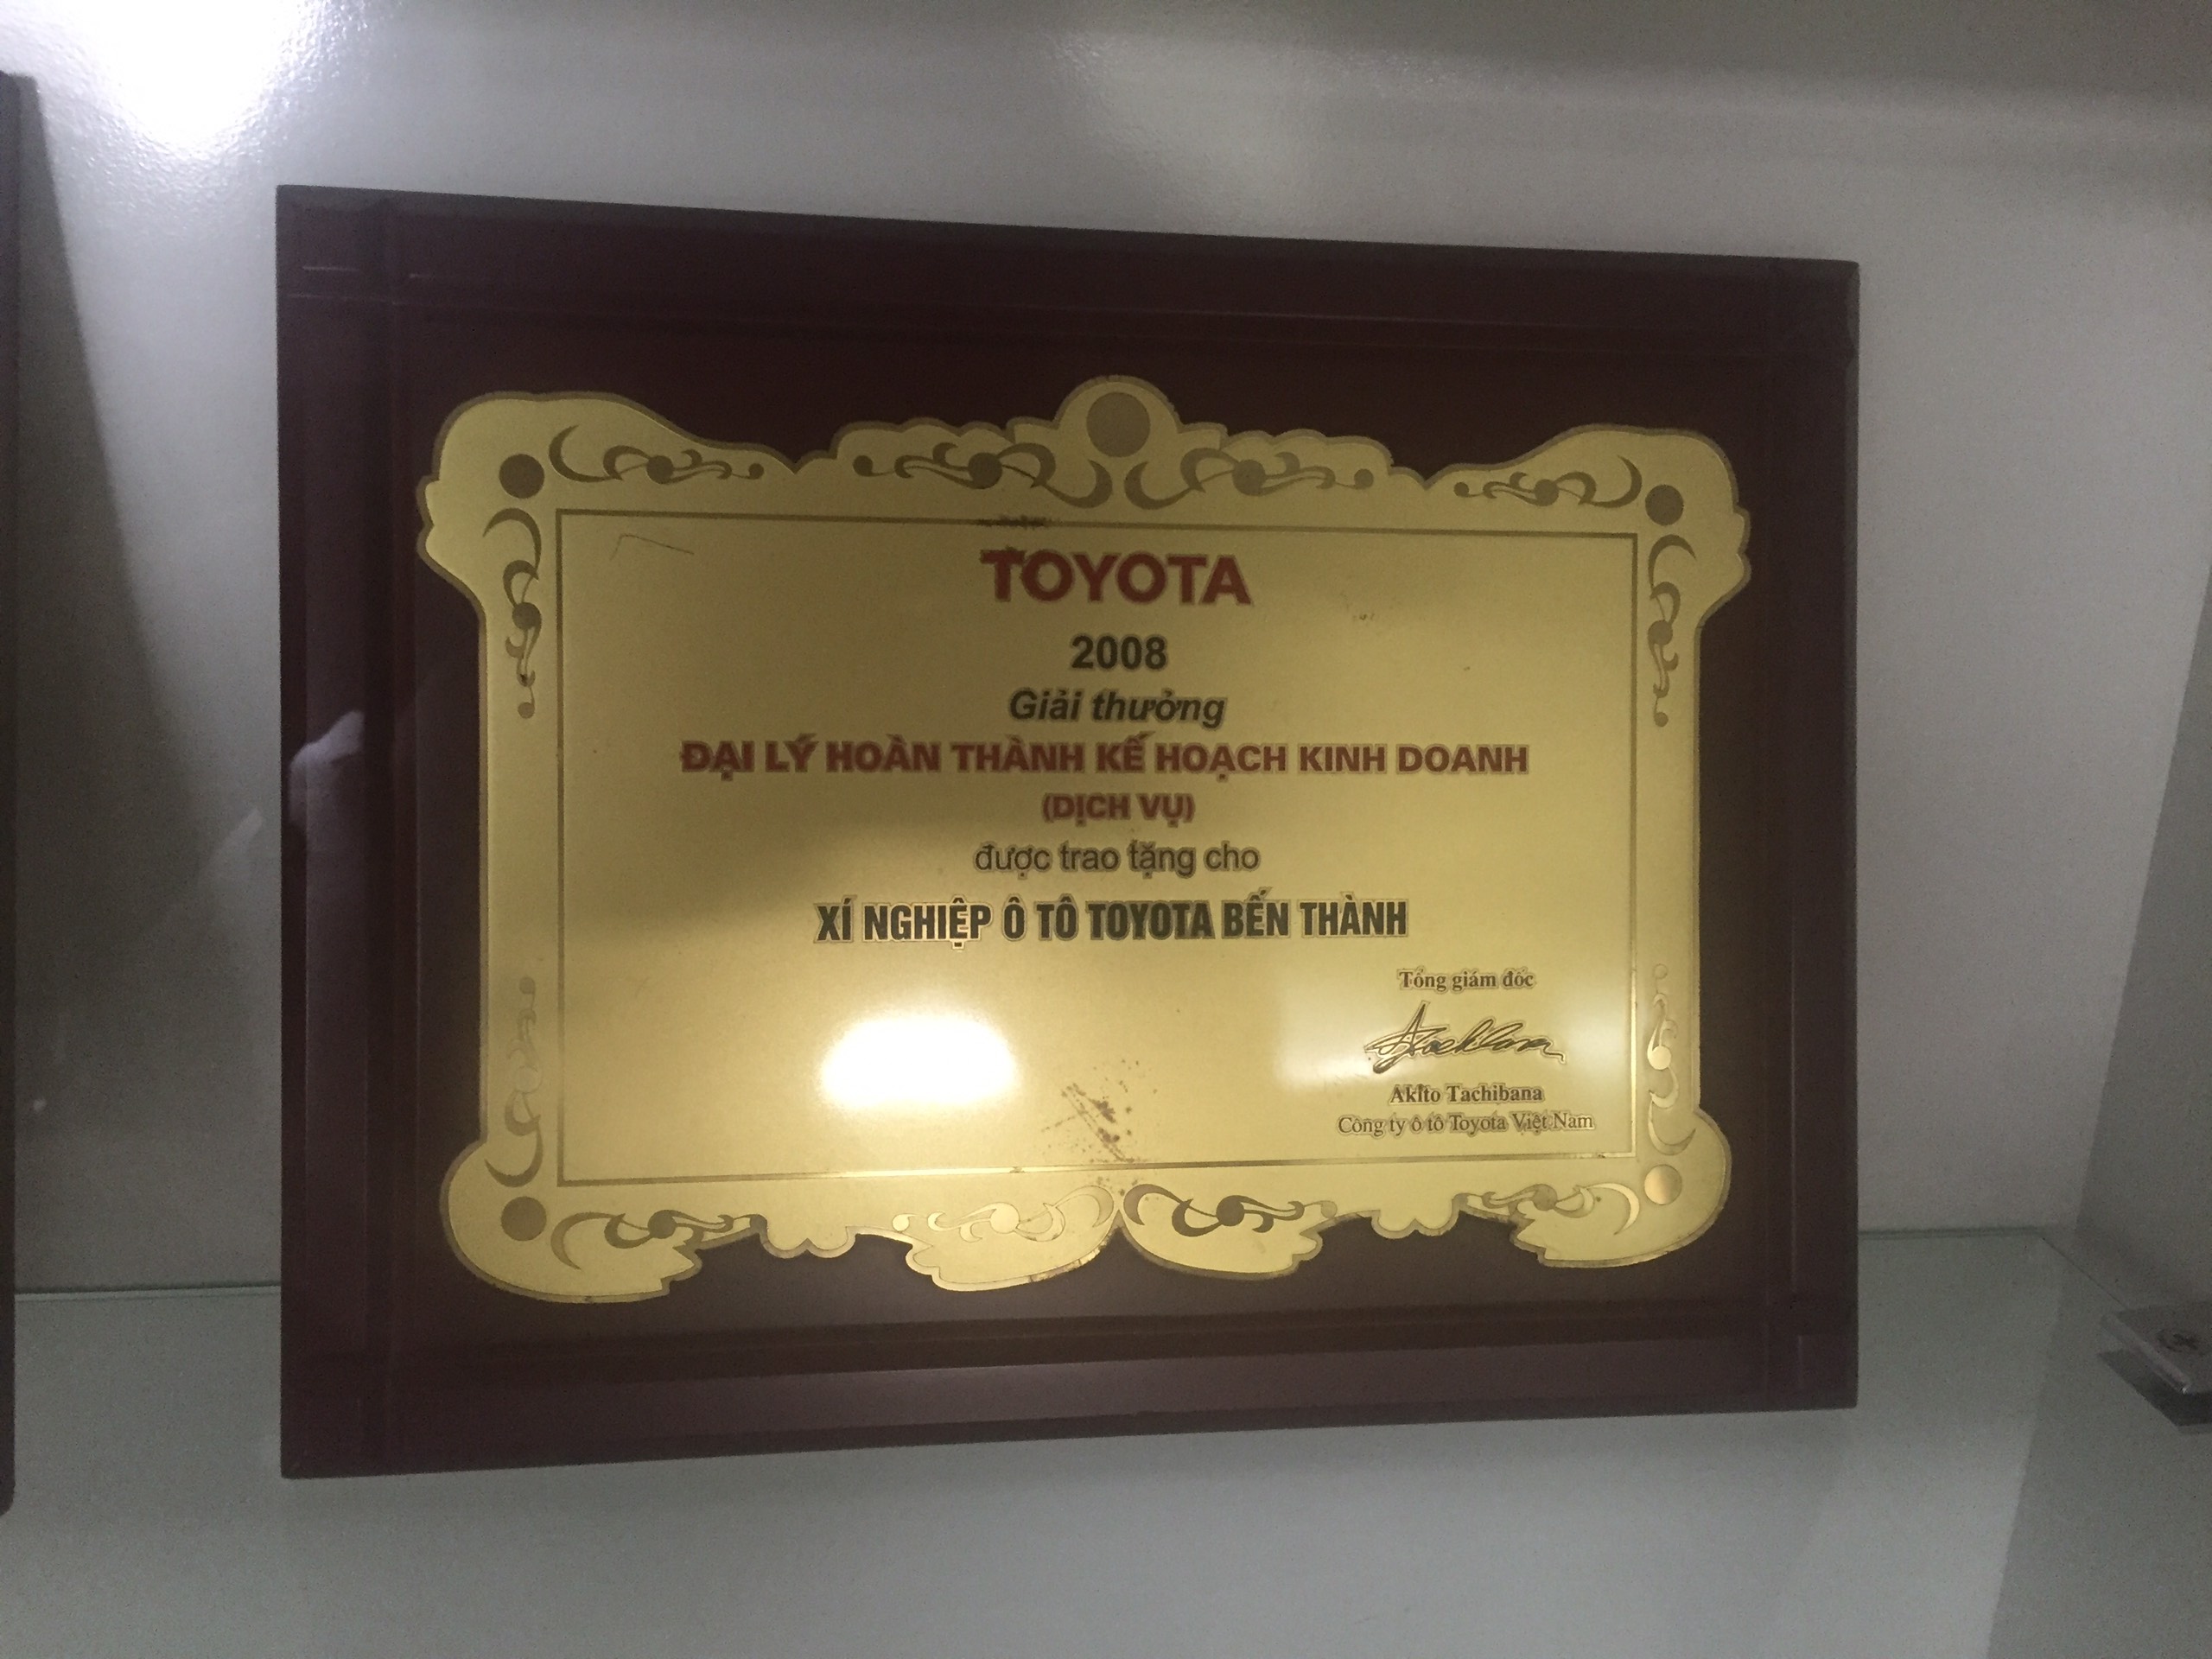 TOYOTA
2008
Giải thưởng
ĐẠI LÝ HOÀN THÀNH KẾ HOẠCH KINH DOANH
(DỊCH VỤ)
được trao tặng cho
XÍ NGHIỆP Ô TÔ TOYOTA BẾN THÀNH
Tổng giám đốc
Akito Tachibana
Công ty ô tô Toyota Việt Nam